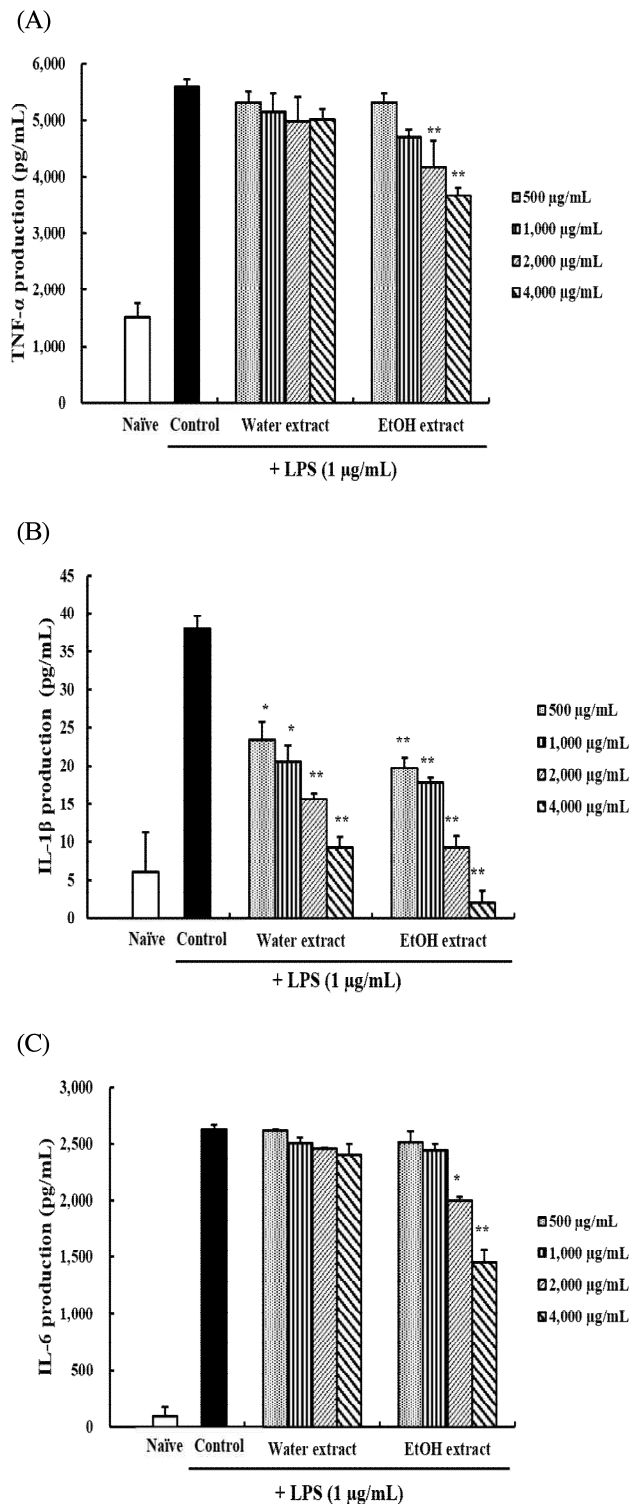 (A)
TNF-α production (pg/mL)
6,000
5,000
4,000
3,000
2,000
1,000
0
** **
500 μg/mL
1,000 μg/mL
2,000 μg/mL
4,000 μg/mL
Naïve Control Water extract EtOH extract
+ LPS (1 μg/mL)
(B)
IL-1β production (pg/mL)
45
40
35
30
25
20
15
10
5
0
* * ** ** ** ** ** **
500 μg/mL
1,000 μg/mL
2,000 μg/mL
4,000 μg/mL
Naïve Control Water extract EtOH extract
+ LPS (1 μg/mL)
(C)
IL-6 production (pg/mL)
3,000
2,500
2,000
1,500
1,000
500
0
* **
500 μg/mL
1,000 μg/mL
2,000 μg/mL
4,000 μg/mL
Naïve Control Water extract EtOH extract
+ LPS (1 μg/mL)